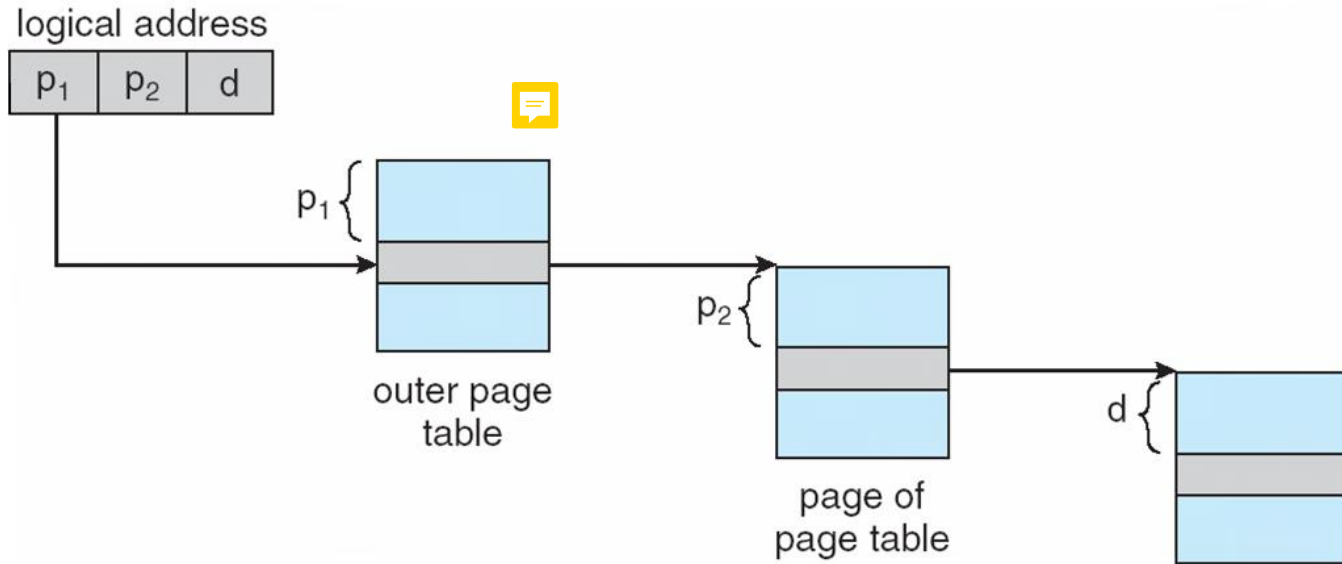 logical address
p₁ p₂ d
p₁
outer page
table
p₂
page of
page table
d